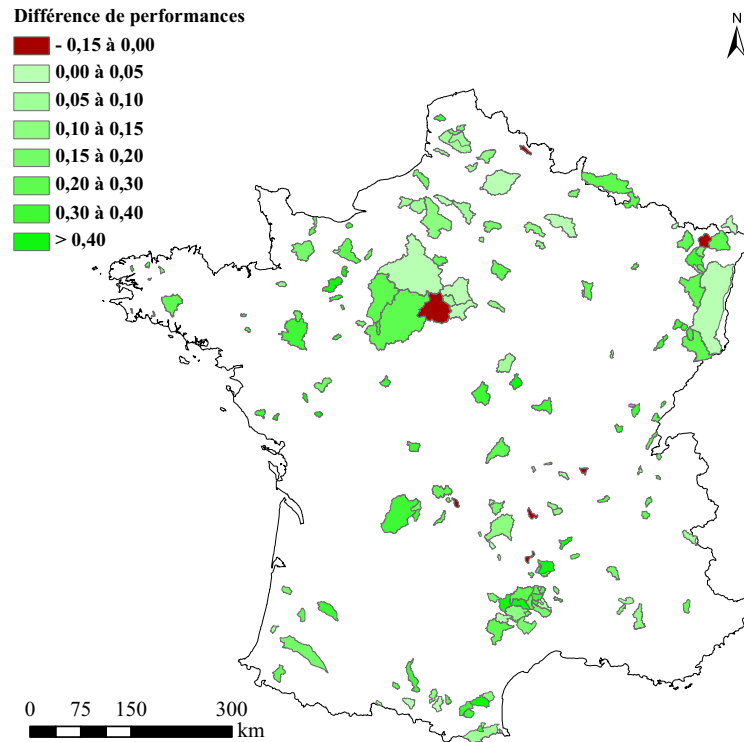 Différence de performances
- 0,15 à 0,00
0,00 à 0,05
0,05 à 0,10
0,10 à 0,15
0,15 à 0,20
0,20 à 0,30
0,30 à 0,40
> 0,40
N
0 75 150 300
km